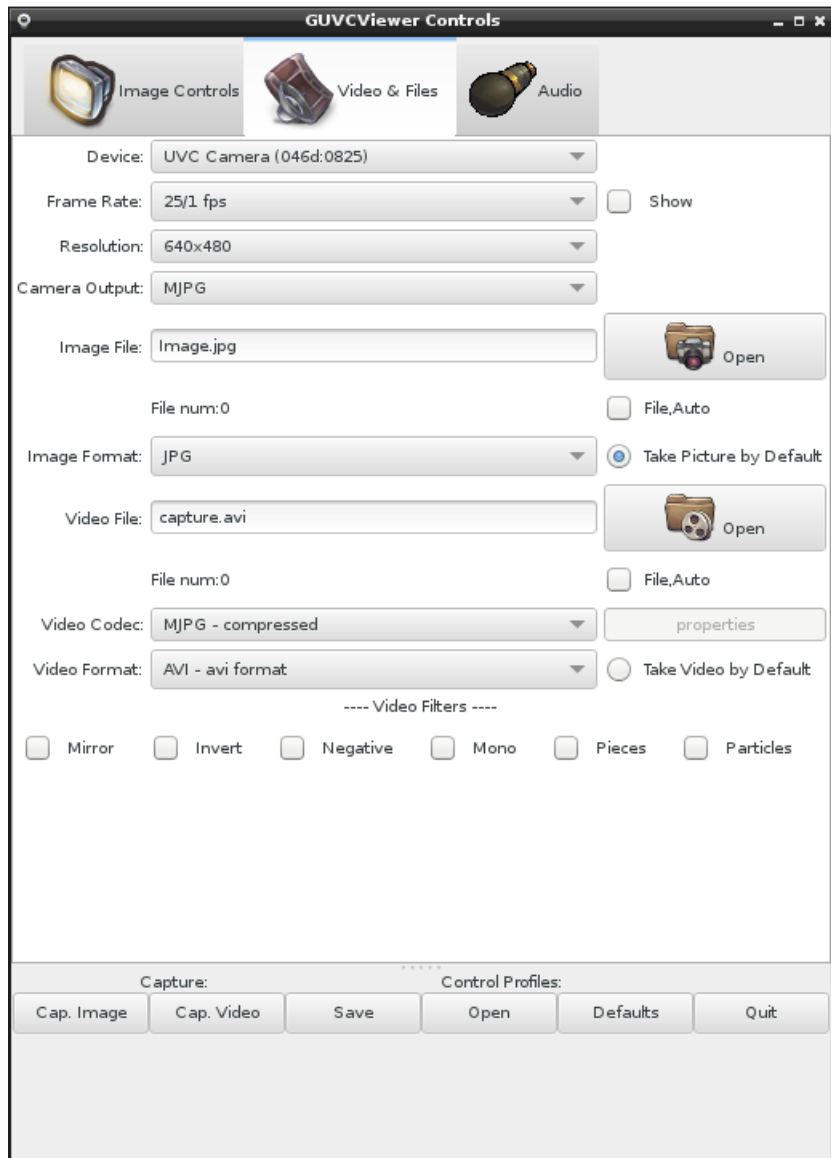 GUVCViewer Controls
Image Controls Video & Files Audio
Device: UVC Camera (046d:0825)
Frame Rate: 25/1 fps Show
Resolution: 640x480
Camera Output: MJPG
Image File: Image.jpg Open
File num:0 File,Auto
Image Format: JPG Take Picture by Default
Video File: capture.avi Open
File num:0 File,Auto
Video Codec: MJPG - compressed properties
Video Format: AVI - avi format Take Video by Default
---- Video Filters ----
Mirror Invert Negative Mono Pieces Particles
Capture: Control Profiles:
Cap. Image Cap. Video Save Open Defaults Quit